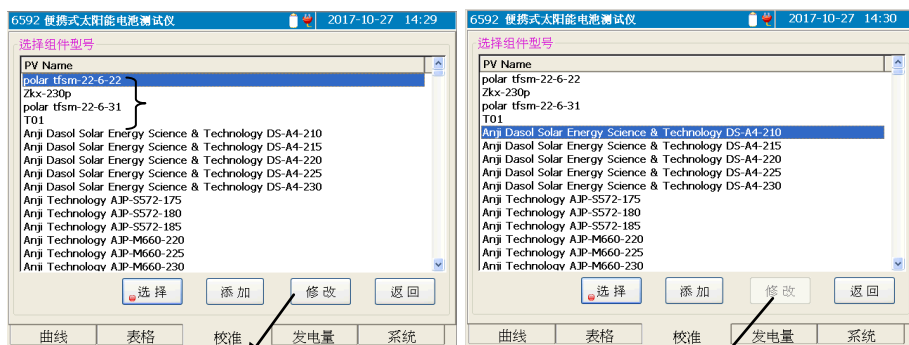 6592 便携式太阳能电池测试仪 2017-10-27 14:29
选择组件型号
PV Name
polar tfsm-22-6-22
Zkx-230p
polar tfsm-22-6-31
T01
Anji Dasol Solar Energy Science & Technology DS-A4-210
Anji Dasol Solar Energy Science & Technology DS-A4-215
Anji Dasol Solar Energy Science & Technology DS-A4-220
Anji Dasol Solar Energy Science & Technology DS-A4-225
Anji Dasol Solar Energy Science & Technology DS-A4-230
Anji Technology AJP-S572-175
Anji Technology AJP-S572-180
Anji Technology AJP-S572-185
Anji Technology AJP-M660-220
Anji Technology AJP-M660-225
Anji Technology AJP-M660-230
选择 添加 修改 返回
曲线 表格 校准 发电量 系统
6592 便携式太阳能电池测试仪 2017-10-27 14:30
选择组件型号
PV Name
polar tfsm-22-6-22
Zkx-230p
polar tfsm-22-6-31
T01
Anji Dasol Solar Energy Science & Technology DS-A4-210
Anji Dasol Solar Energy Science & Technology DS-A4-215
Anji Dasol Solar Energy Science & Technology DS-A4-220
Anji Dasol Solar Energy Science & Technology DS-A4-225
Anji Dasol Solar Energy Science & Technology DS-A4-230
Anji Technology AJP-S572-175
Anji Technology AJP-S572-180
Anji Technology AJP-S572-185
Anji Technology AJP-M660-220
Anji Technology AJP-M660-225
Anji Technology AJP-M660-230
选择 添加 修改 返回
曲线 表格 校准 发电量 系统